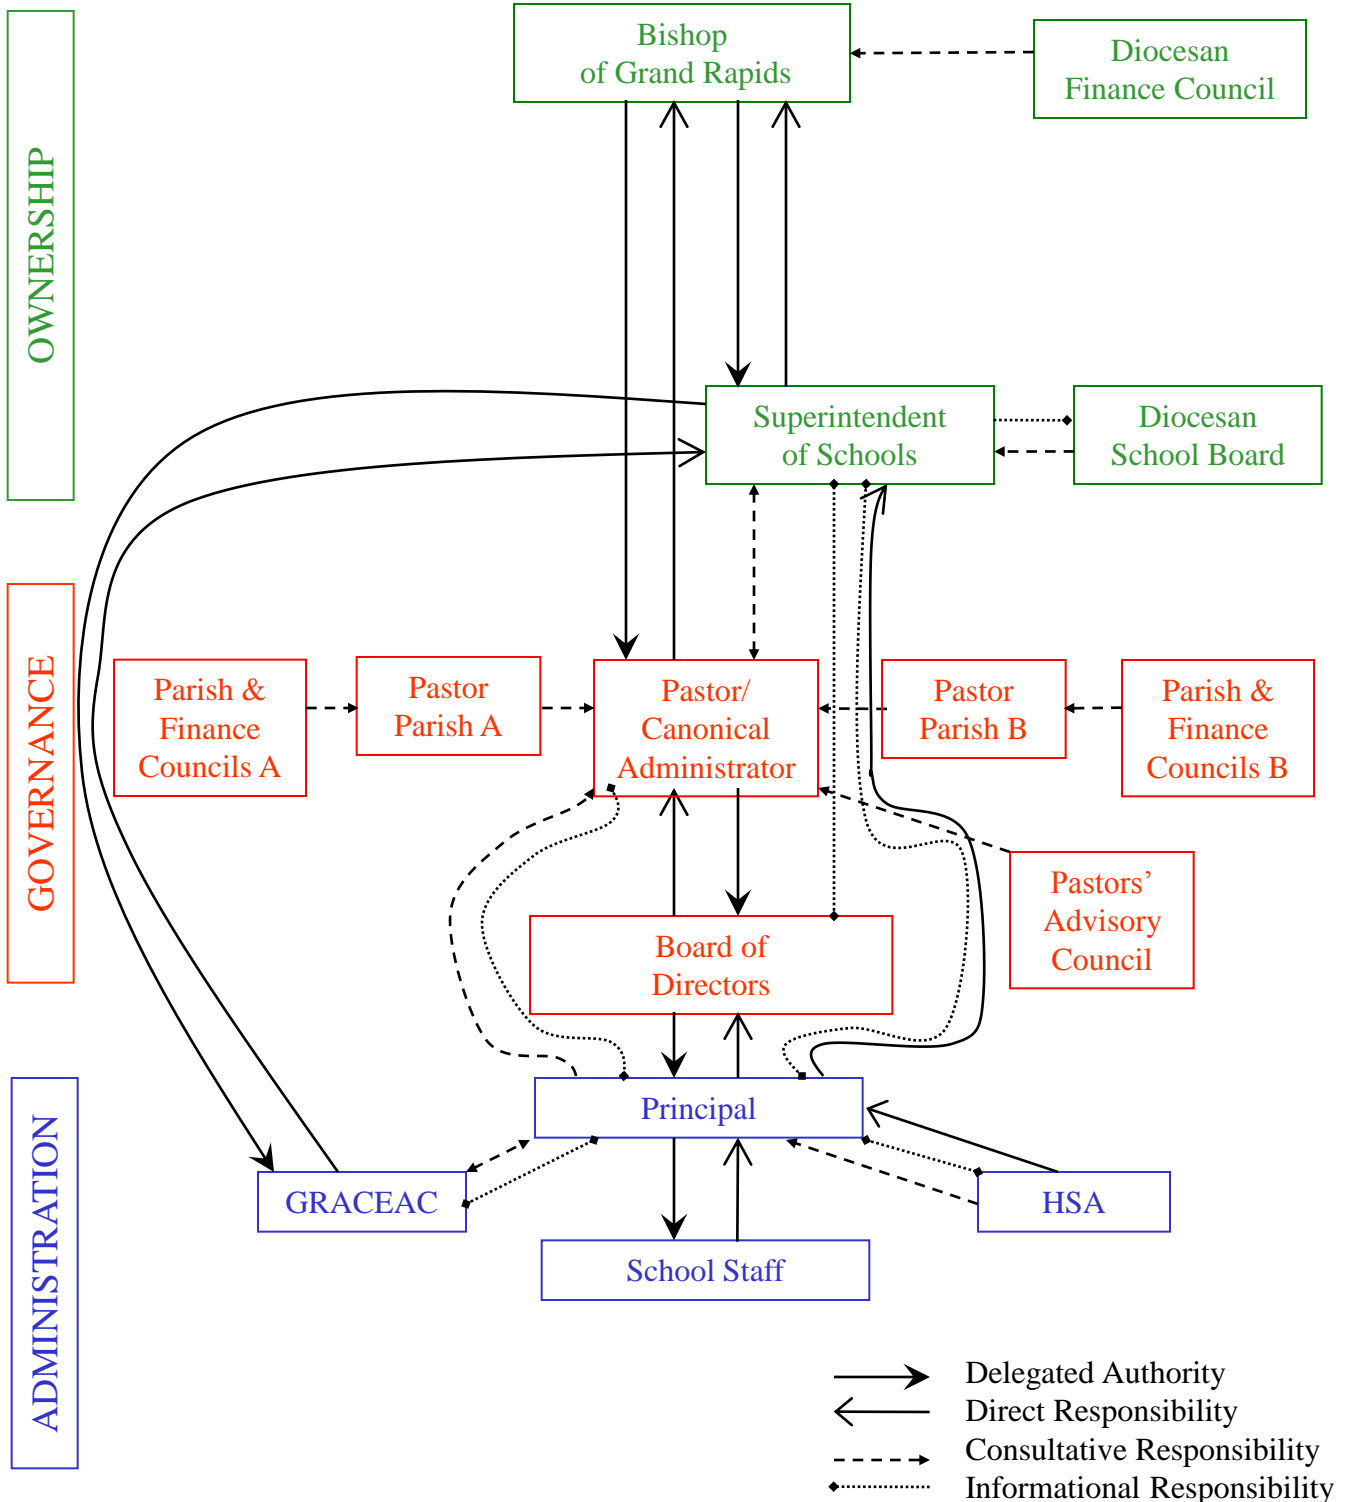 Bishop
of Grand Rapids
Diocesan
Finance Council
OWNERSHIP
Superintendent
of Schools
Diocesan
School Board
GOVERNANCE
Parish &
Finance
Councils A
Pastor
Parish A
Pastor/
Canonical
Administrator
Pastor
Parish B
Parish &
Finance
Councils B
Pastors’
Advisory
Council
Board of
Directors
ADMINISTRATION
Principal
GRACEAC
HSA
School Staff
Delegated Authority
Direct Responsibility
Consultative Responsibility
Informational Responsibility